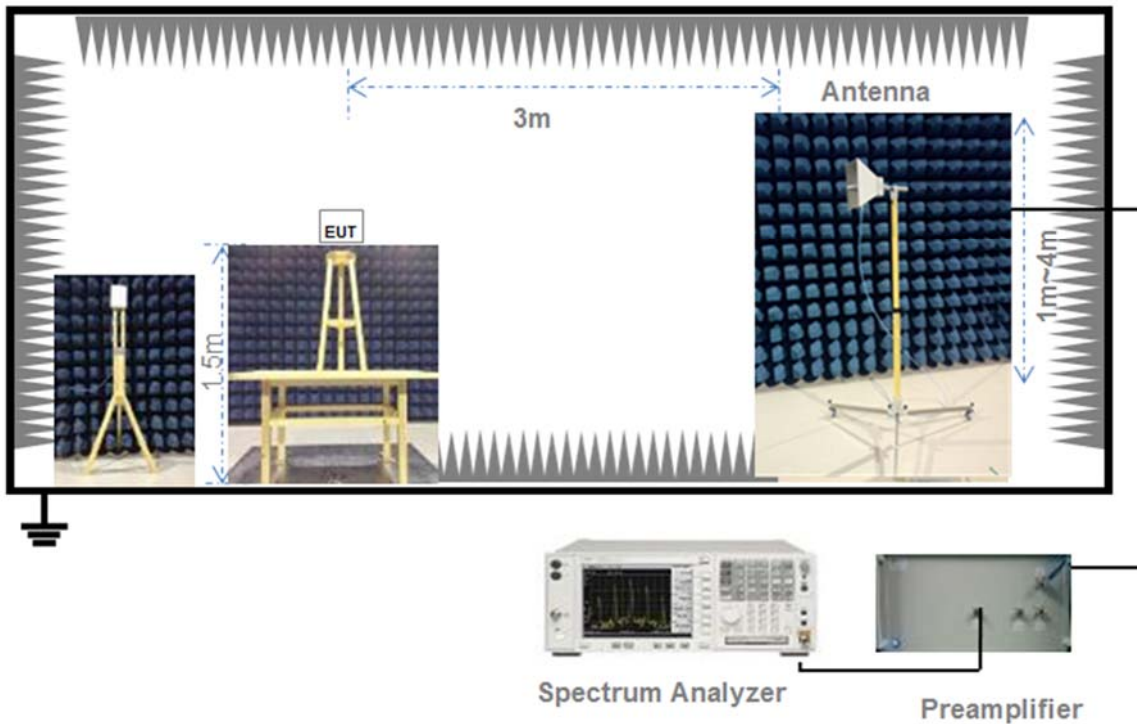 Antenna
3m
EUT
1.5m
1m~4m
Spectrum Analyzer
Preamplifier